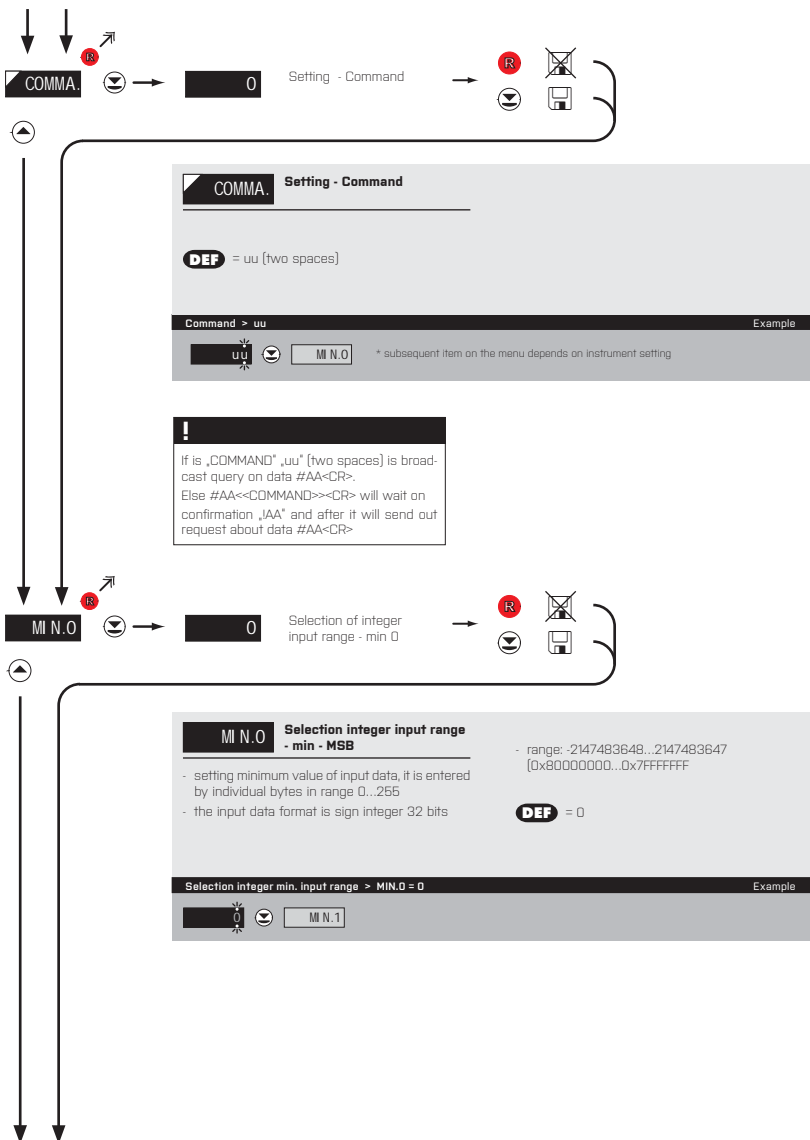 R
COMMA.
0
Setting - Command
R
COMMA.
Setting - Command
DEF = uu (two spaces)
Command > uu
Example
uu
MIN.0
* subsequent item on the menu depends on instrument setting
!
If is „COMMAND" „uu" (two spaces) is broad-
cast query on data #AA<CR>.
Else #AA<<COMMAND>><CR> will wait on
confirmation „!AA" and after it will send out
request about data #AA<CR>
R
MIN.0
0
Selection of integer
input range - min 0
R
MIN.0
Selection integer input range
- min - MSB
- setting minimum value of input data, it is entered
by individual bytes in range 0...255
- the input data format is sign integer 32 bits
- range: -2147483648...2147483647
(0x80000000...0x7FFFFFFF
DEF = 0
Selection integer min. input range > MIN.0 = 0
Example
0
MIN.1